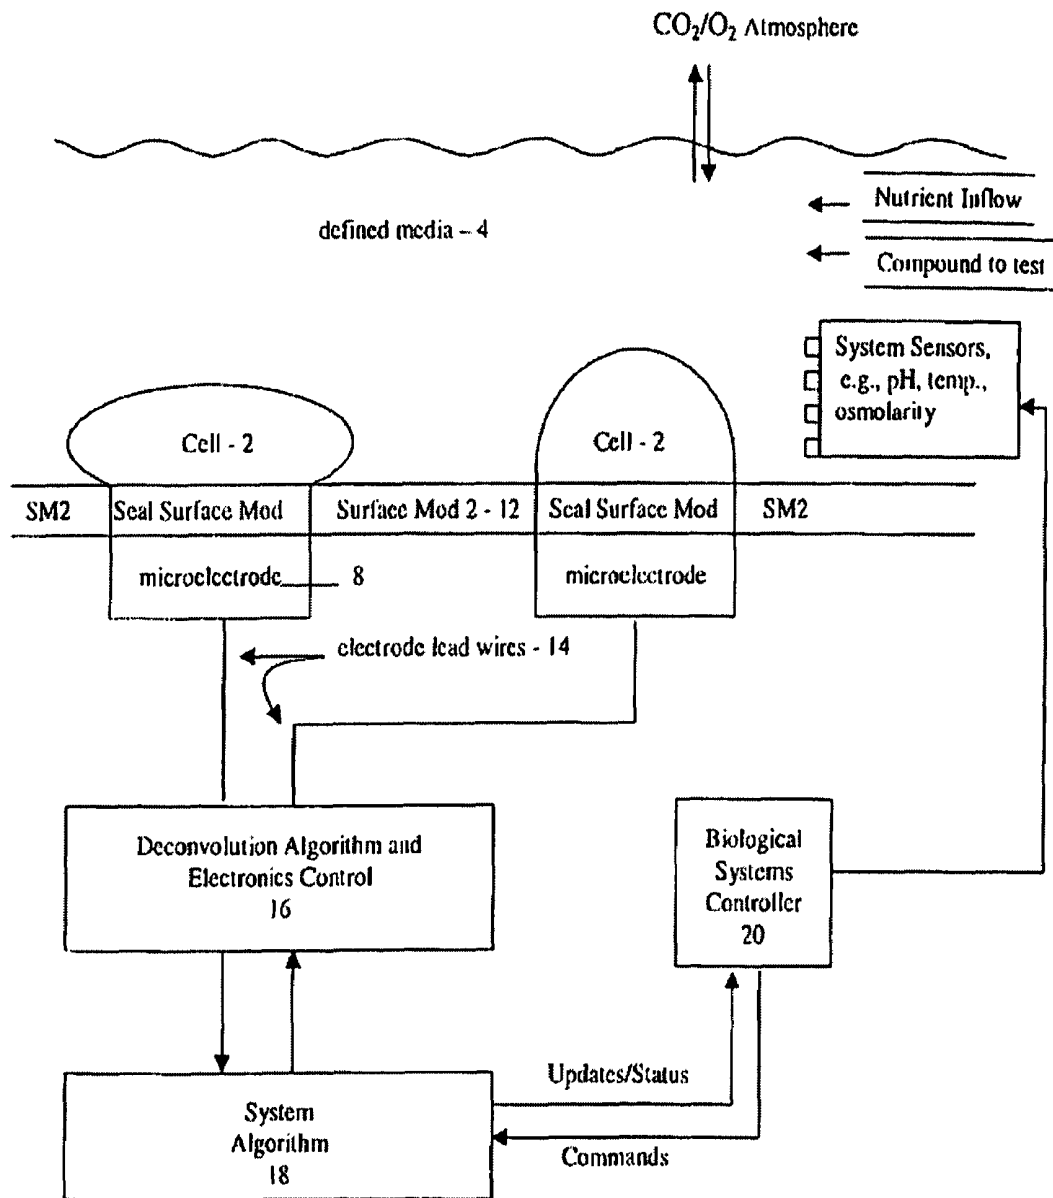 CO₂/O₂ Atmosphere
Nutrient Inflow
defined media – 4
Compound to test
System Sensors,
e.g., pH, temp.,
osmolarity
Cell - 2
Cell - 2
SM2
Seal Surface Mod
Surface Mod 2 - 12
Seal Surface Mod
SM2
microelectrode
8
microelectrode
electrode lead wires - 14
Deconvolution Algorithm and
Electronics Control
16
Biological
Systems
Controller
20
Updates/Status
System
Algorithm
18
Commands